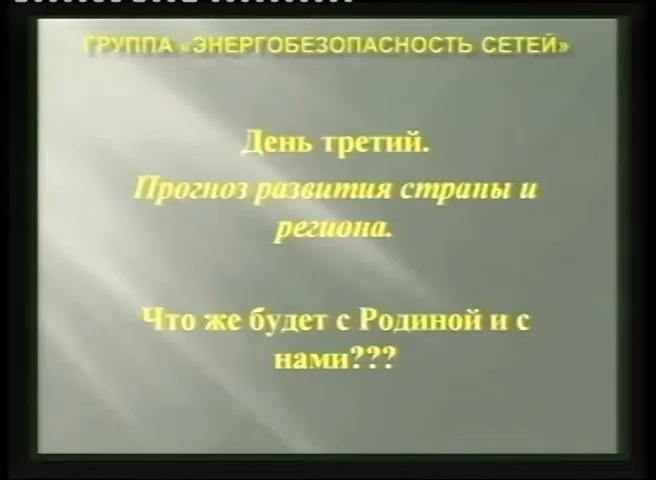 ГРУППА «ЭНЕРГОБЕЗОПАСНОСТЬ СЕТЕЙ»
День третий.
Прогноз развития страны и
региона.
Что же будет с Родиной и с
нами???